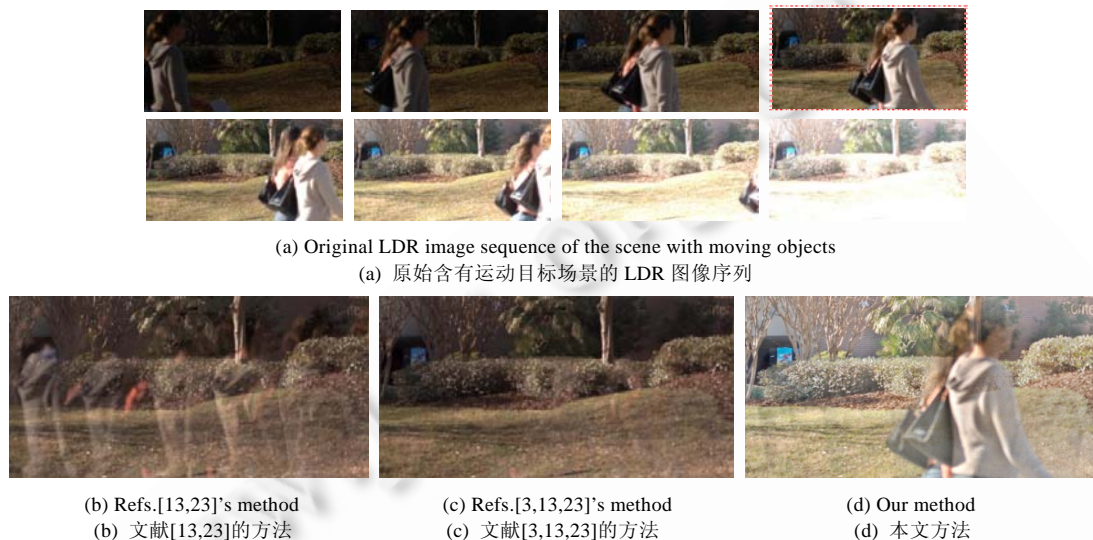 (a) Original LDR image sequence of the scene with moving objects
(a) 原始含有运动目标场景的 LDR 图像序列
(b) Refs.[13,23]'s method (c) Refs.[3,13,23]'s method (d) Our method
(b) 文献[13,23]的方法 (c) 文献[3,13,23]的方法 (d) 本文方法